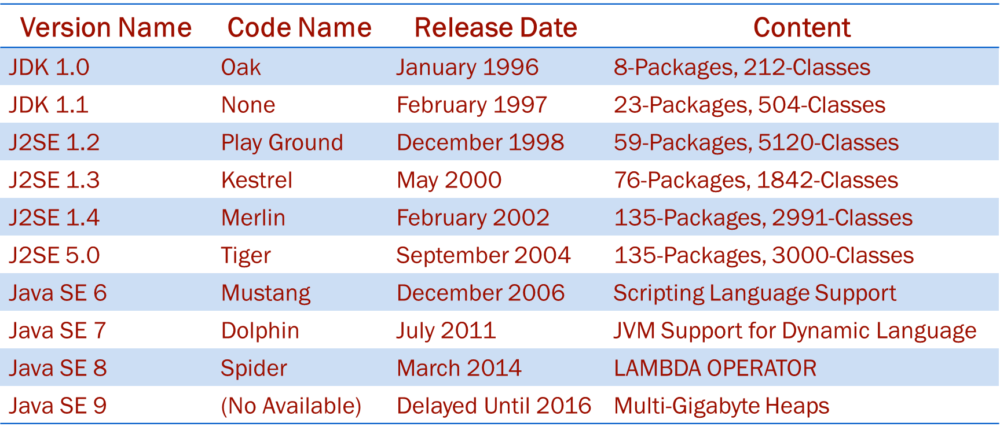 Version Name Code Name Release Date Content
JDK 1.0 Oak January 1996 8-Packages, 212-Classes
JDK 1.1 None February 1997 23-Packages, 504-Classes
J2SE 1.2 Play Ground December 1998 59-Packages, 5120-Classes
J2SE 1.3 Kestrel May 2000 76-Packages, 1842-Classes
J2SE 1.4 Merlin February 2002 135-Packages, 2991-Classes
J2SE 5.0 Tiger September 2004 135-Packages, 3000-Classes
Java SE 6 Mustang December 2006 Scripting Language Support
Java SE 7 Dolphin July 2011 JVM Support for Dynamic Language
Java SE 8 Spider March 2014 LAMBDA OPERATOR
Java SE 9 (No Available) Delayed Until 2016 Multi-Gigabyte Heaps